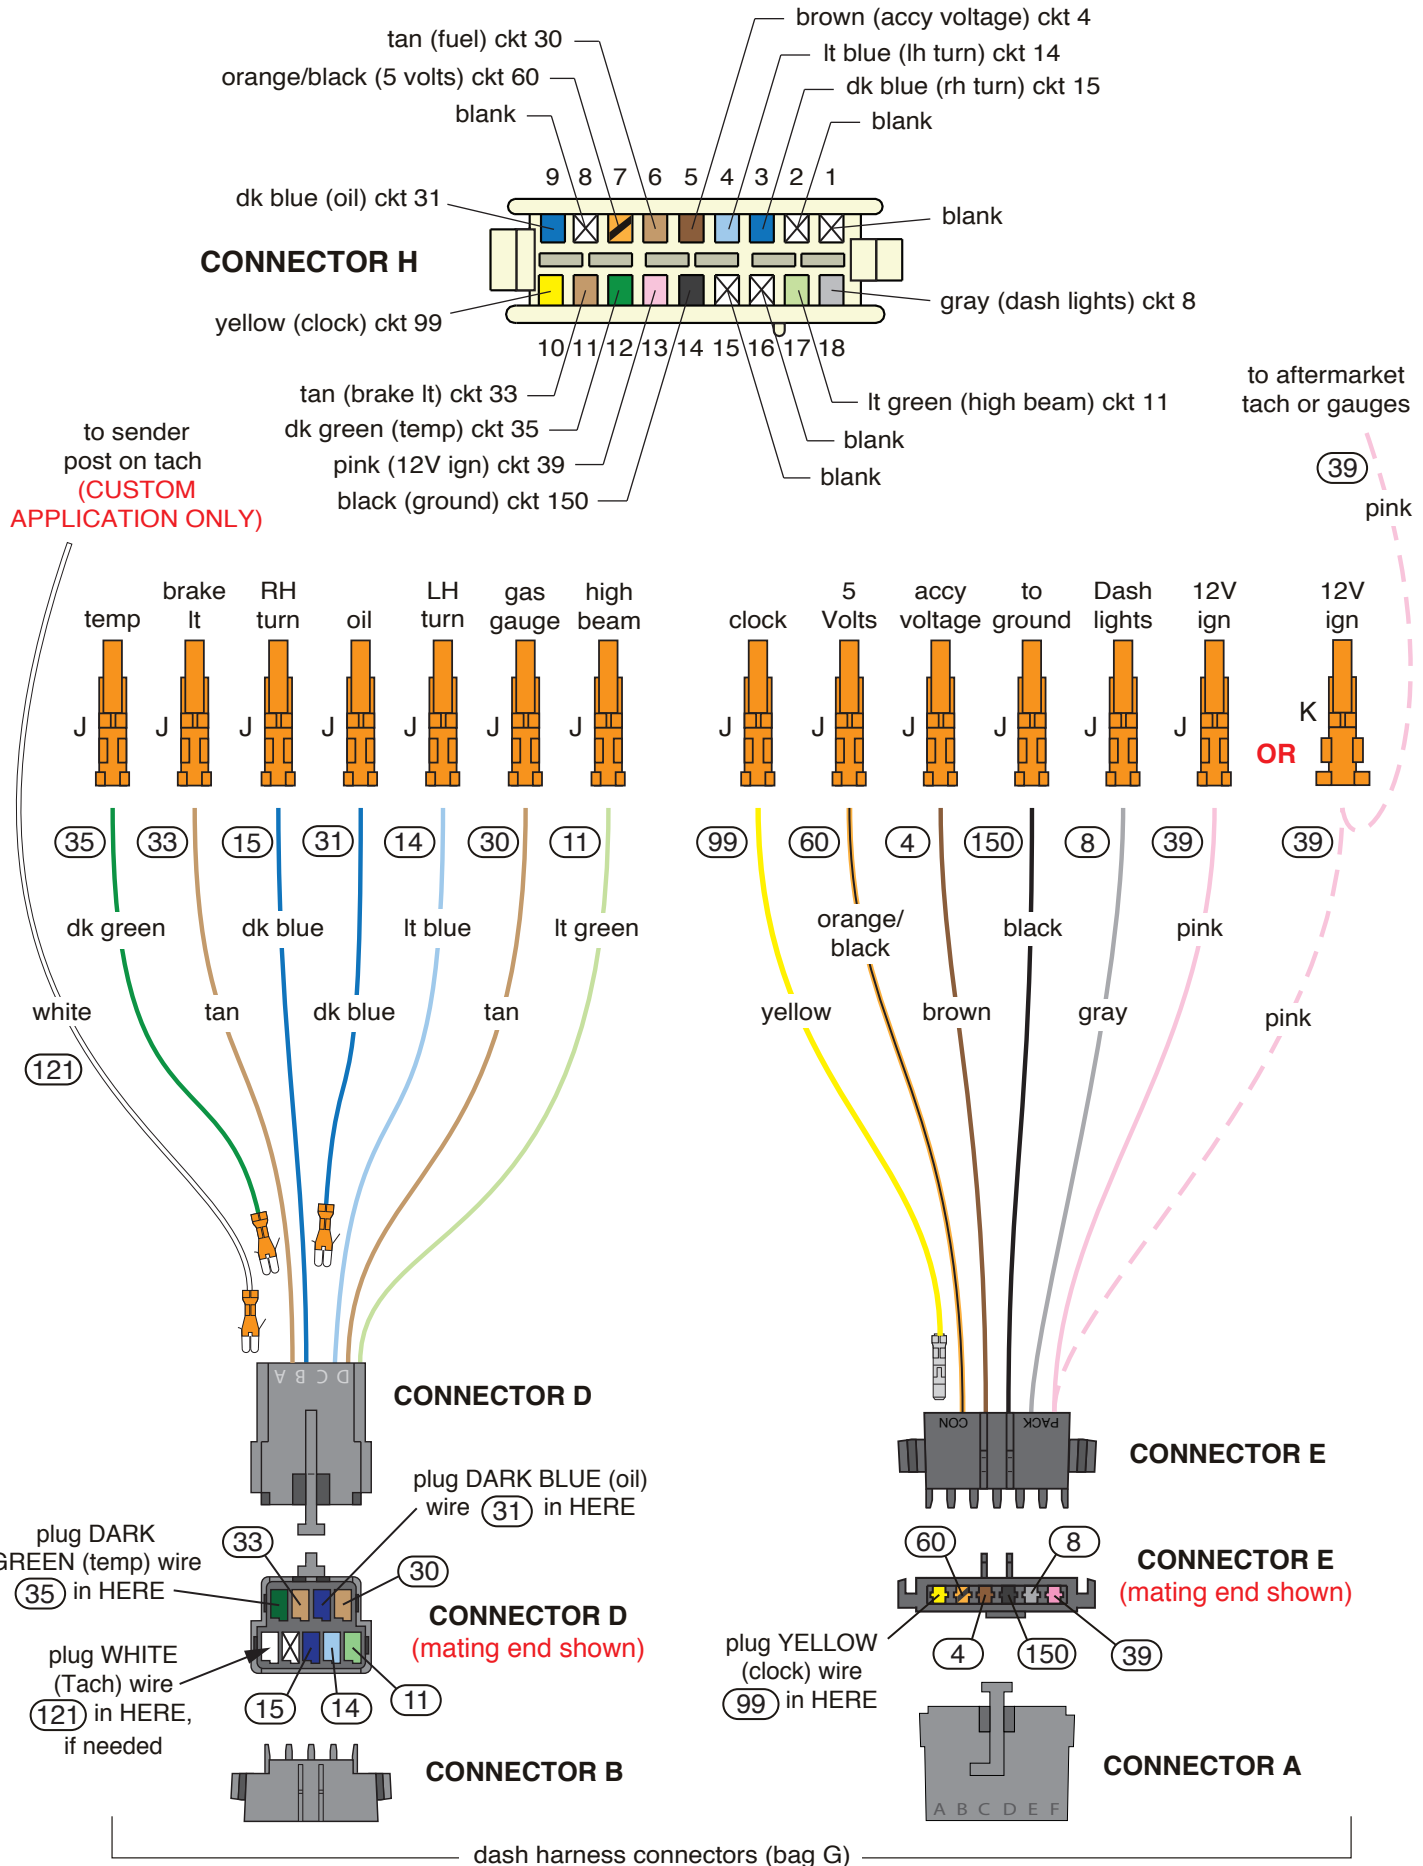 brown (accy voltage) ckt 4
tan (fuel) ckt 30
lt blue (lh turn) ckt 14
orange/black (5 volts) ckt 60
dk blue (rh turn) ckt 15
blank
blank
9 8 7 6 5 4 3 2 1
dk blue (oil) ckt 31
blank
CONNECTOR H
yellow (clock) ckt 99
gray (dash lights) ckt 8
10 11 12 13 14 15 16 17 18
tan (brake lt) ckt 33
lt green (high beam) ckt 11
dk green (temp) ckt 35
blank
pink (12V ign) ckt 39
blank
black (ground) ckt 150
to aftermarket
tach or gauges
39
pink
to sender
post on tach
(CUSTOM
APPLICATION ONLY)
temp
brake
lt
RH
turn
oil
LH
turn
gas
gauge
high
beam
clock
5
Volts
accy
voltage
to
ground
Dash
lights
12V
ign
12V
ign
J J J J J J J J J J J J J K
OR
35 33 15 31 14 30 11 99 60 4 150 8 39 39
dk green
dk blue
lt blue
lt green
orange/
black
black
pink
white
tan
dk blue
tan
yellow
brown
gray
pink
121
A B C D
CONNECTOR D
CON PACK
CONNECTOR E
plug DARK BLUE (oil)
wire 31 in HERE
plug DARK
GREEN (temp) wire
35 in HERE
33
30
CONNECTOR D
(mating end shown)
plug WHITE
(Tach) wire
121 in HERE,
if needed
15 14 11
60 8
CONNECTOR E
(mating end shown)
plug YELLOW
(clock) wire
99 in HERE
4 150 39
CONNECTOR B
CONNECTOR A
A B C D E F
dash harness connectors (bag G)